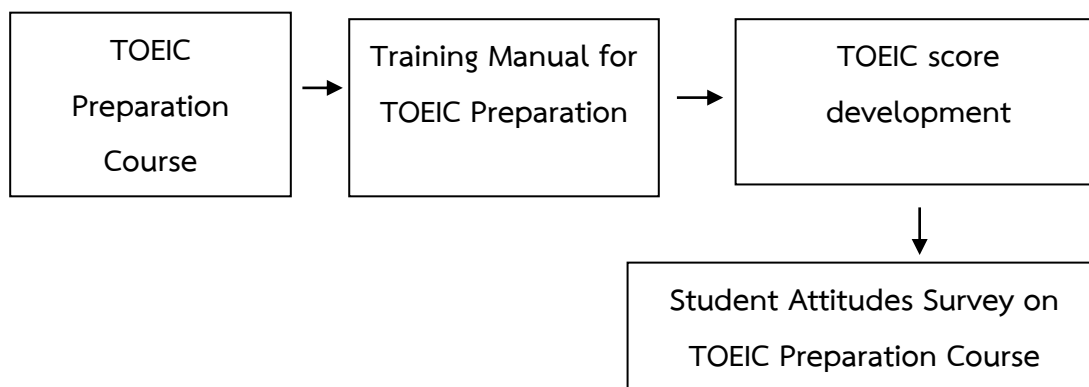 TOEIC
Preparation
Course
Training Manual for
TOEIC Preparation
TOEIC score
development
Student Attitudes Survey on
TOEIC Preparation Course